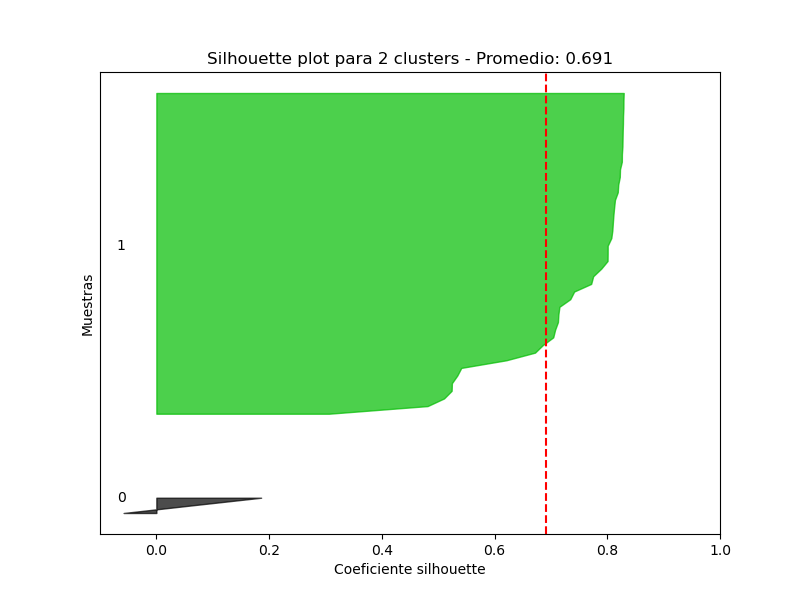 Silhouette plot para 2 clusters - Promedio: 0.691
Muestras
1
0
0.0 0.2 0.4 0.6 0.8 1.0
Coeficiente silhouette